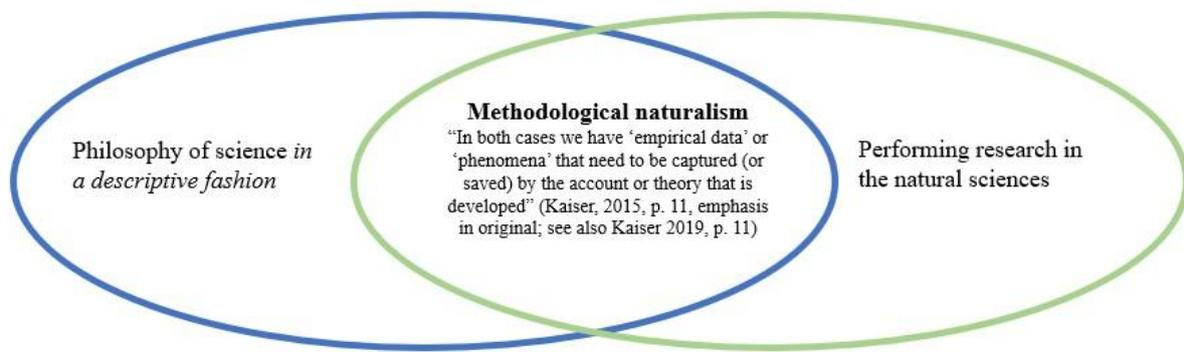 Philosophy of science in
a descriptive fashion
Methodological naturalism
“In both cases we have ‘empirical data’ or
‘phenomena’ that need to be captured (or
saved) by the account or theory that is
developed” (Kaiser, 2015, p. 11, emphasis
in original; see also Kaiser 2019, p. 11)
Performing research in
the natural sciences